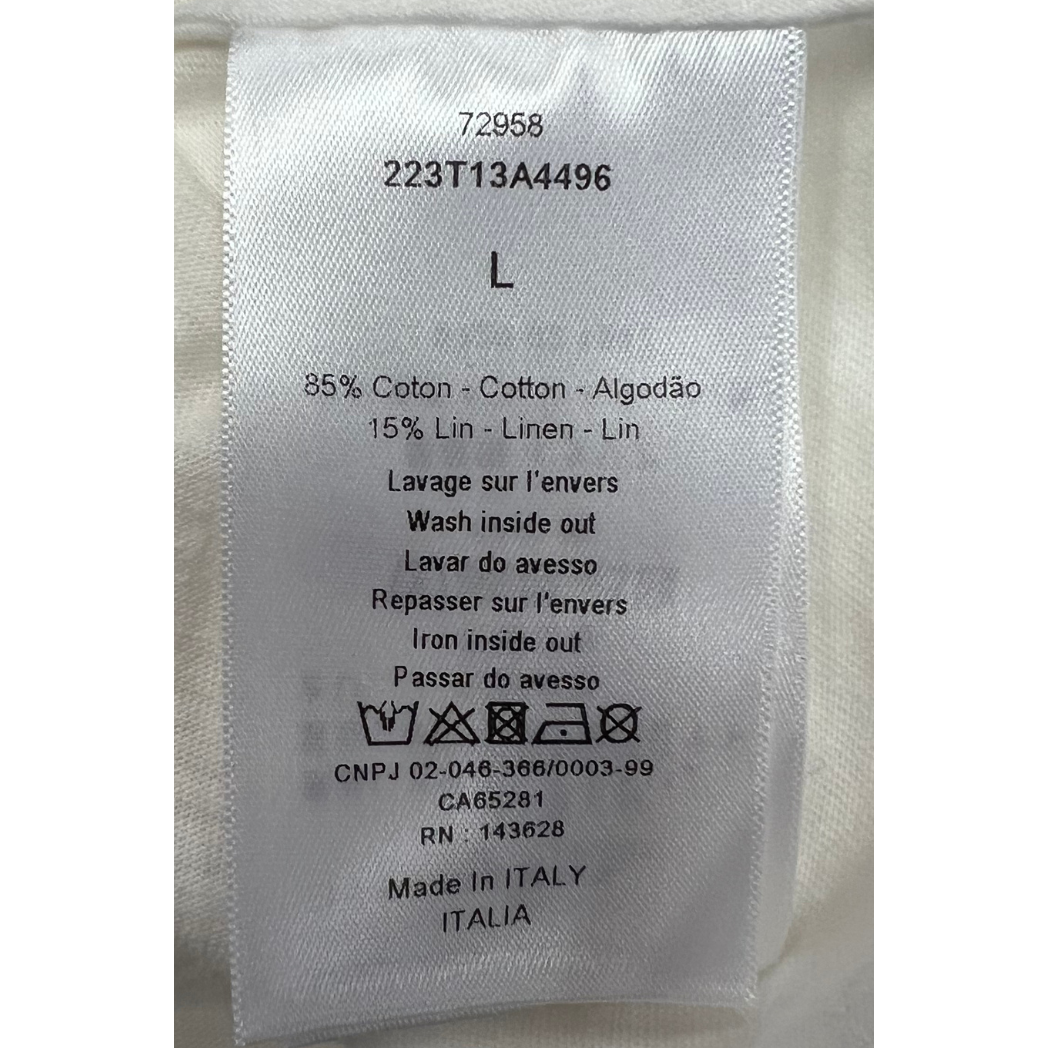 72958
223T13A4496
L
85% Coton - Cotton - Algodão
15% Lin - Linen - Lin
Lavage sur l'envers
Wash inside out
Lavar do avesso
Repasser sur l'envers
Iron inside out
Passar do avesso
CNPJ 02-046-366/0003-99
CA65281
RN : 143628
Made In ITALY
ITALIA